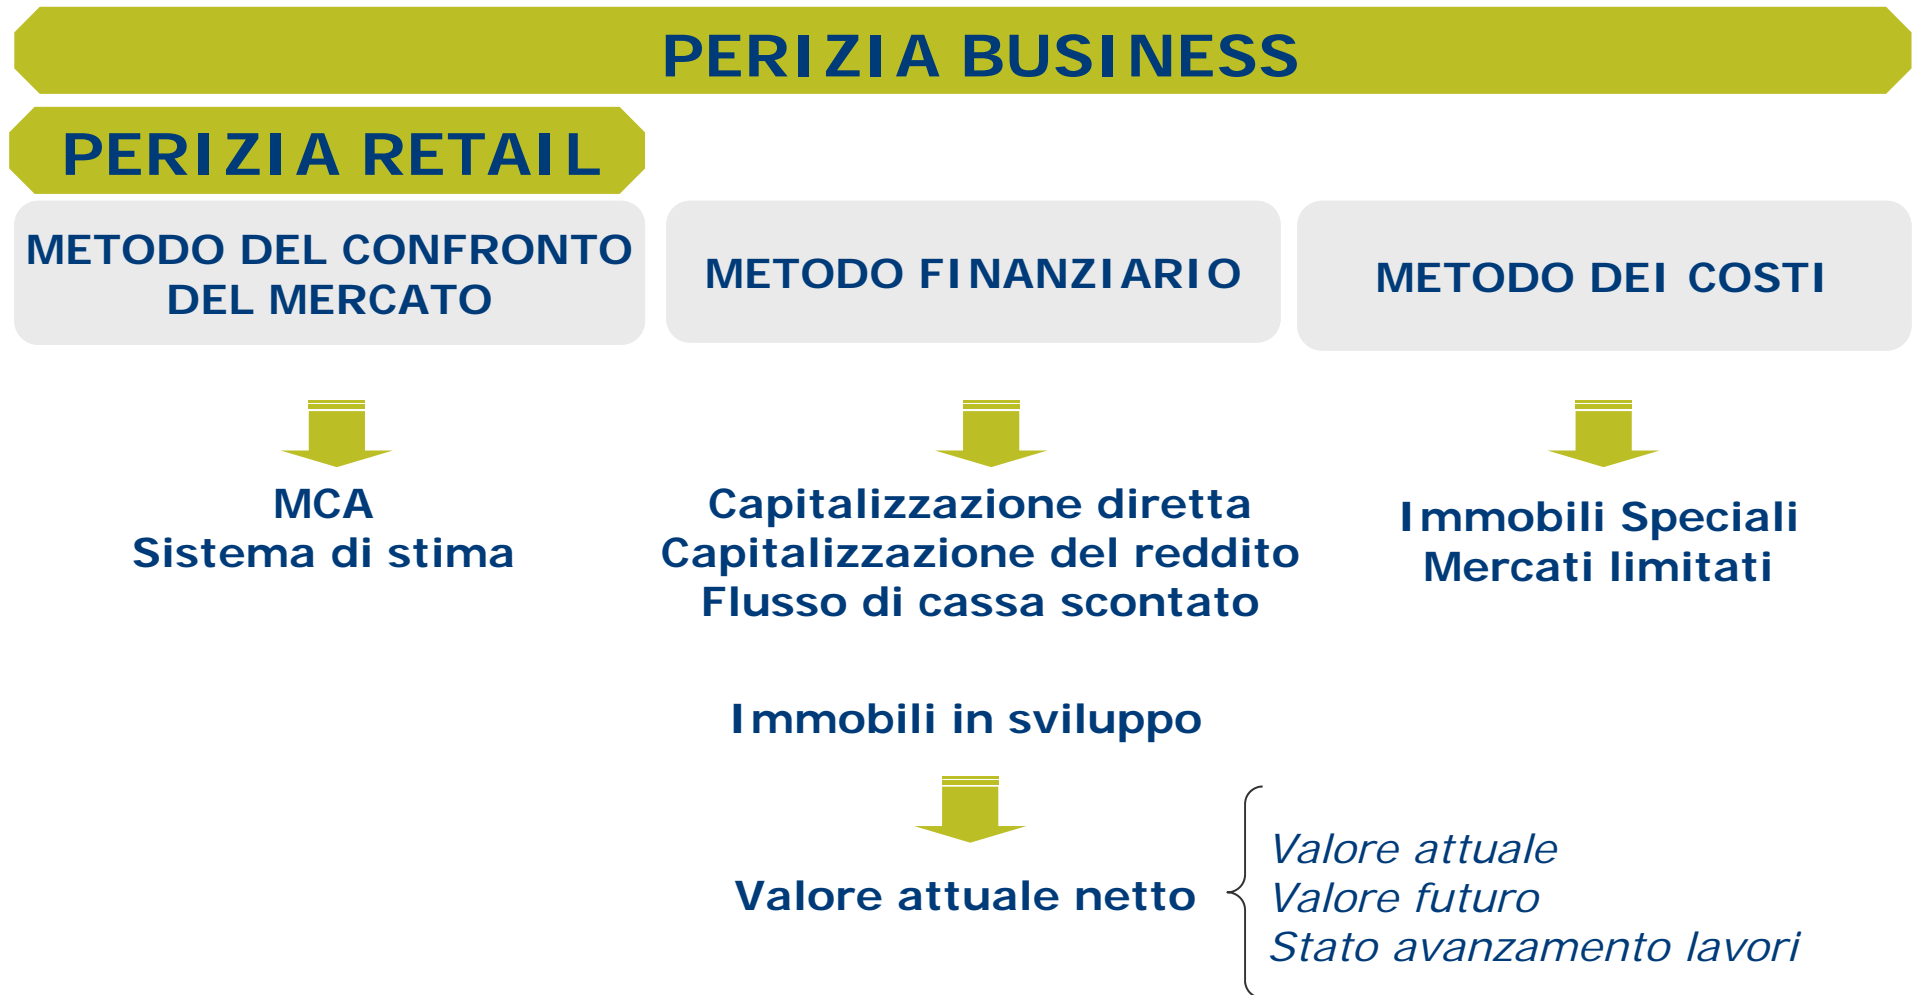 PERIZIA BUSINESS
PERIZIA RETAIL
METODO DEL CONFRONTO
DEL MERCATO
METODO FINANZIARIO
METODO DEI COSTI
MCA
Sistema di stima
Capitalizzazione diretta
Capitalizzazione del reddito
Flusso di cassa scontato
Immobili Speciali
Mercati limitati
Immobili in sviluppo
Valore attuale netto
Valore attuale
Valore futuro
Stato avanzamento lavori